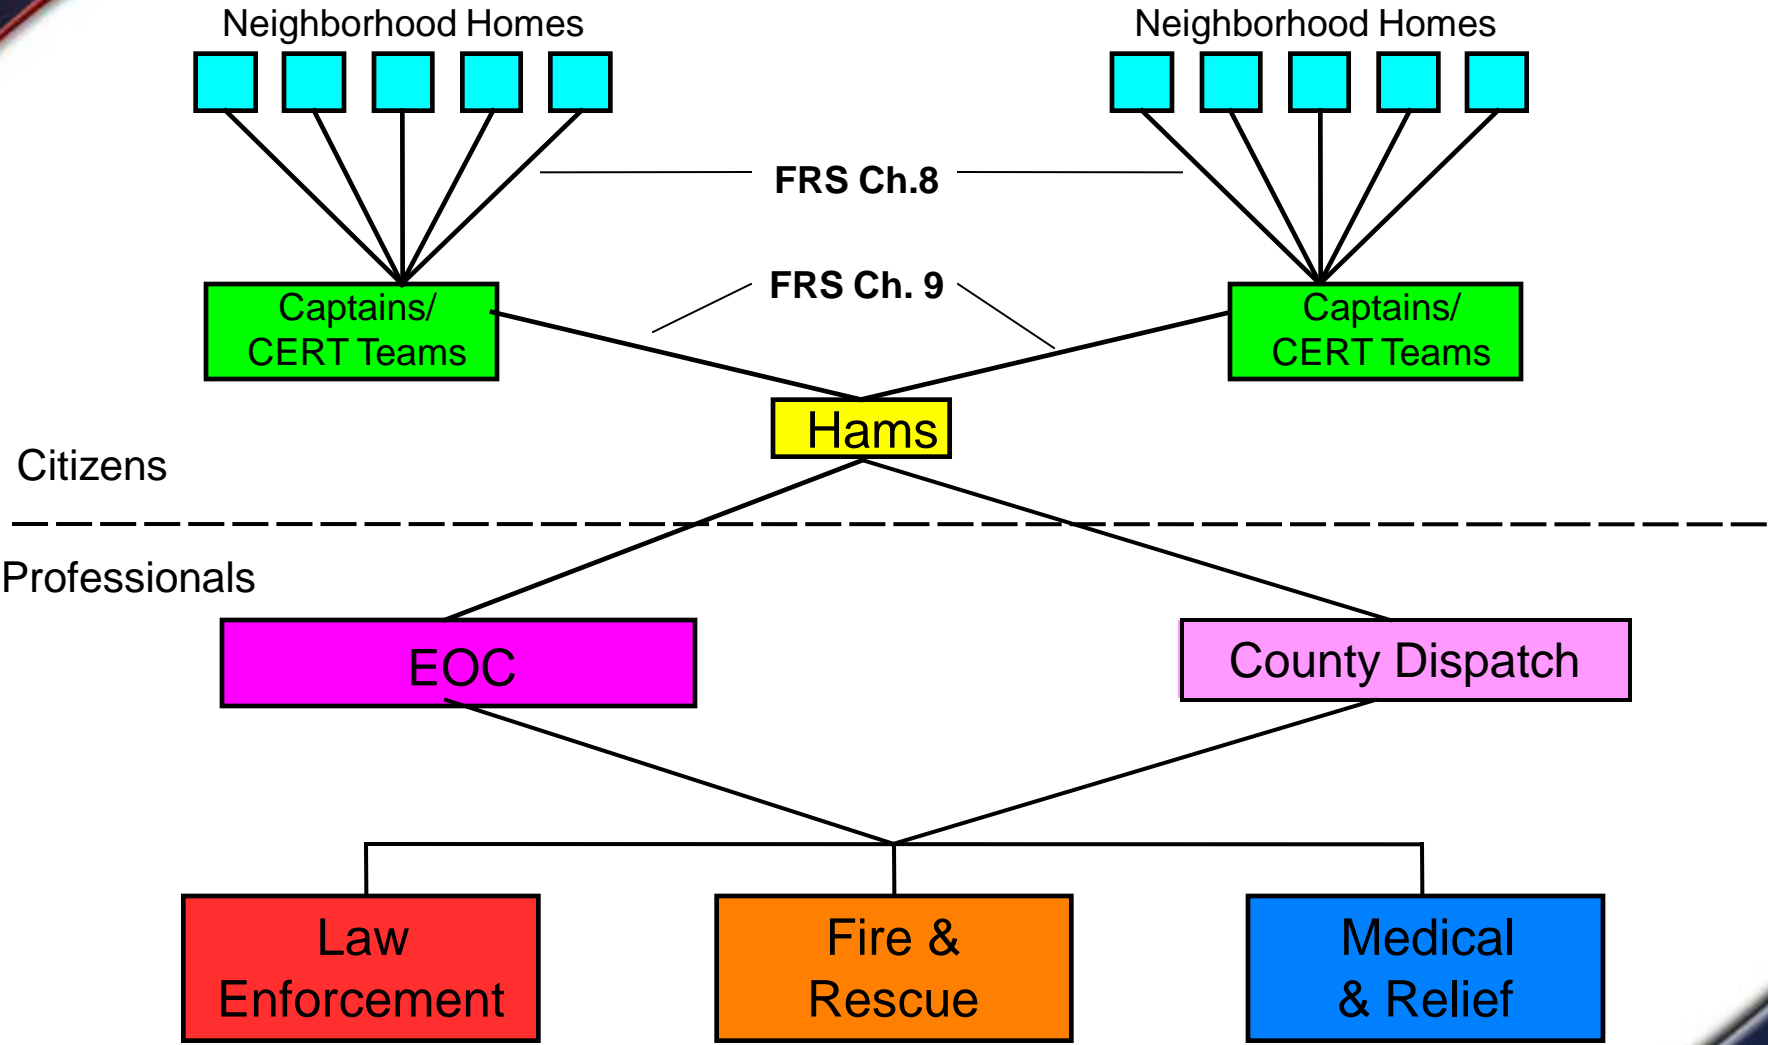 Neighborhood Homes
Neighborhood Homes
FRS Ch.8
FRS Ch. 9
Captains/
CERT Teams
Captains/
CERT Teams
Hams
Citizens
Professionals
EOC
County Dispatch
Law
Enforcement
Fire &
Rescue
Medical
& Relief